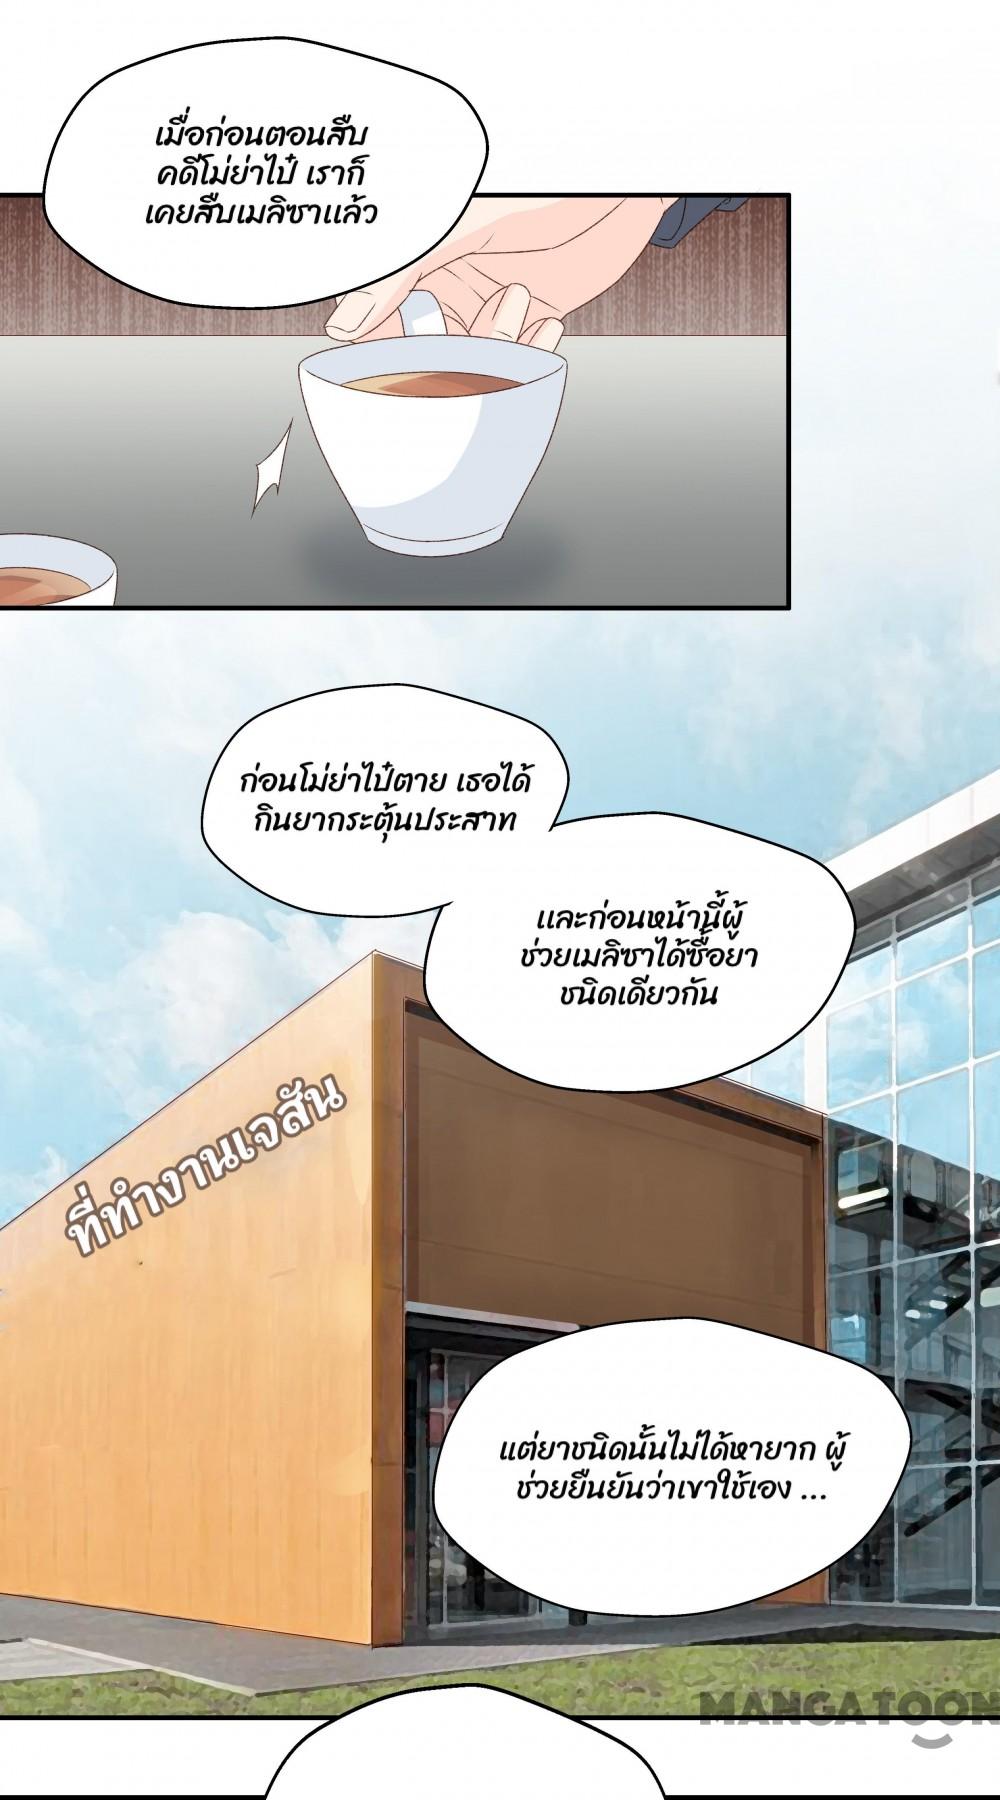 เมื่อก่อนตอนสืบ
คดีโม่ย่าไป๋ เราก็
เคยสืบเมลิซาแล้ว
ก่อนโม่ย่าไป๋ตาย เธอได้
กินยากระตุ้นประสาท
และก่อนหน้านี้ผู้
ช่วยเมลิซาได้ซื้อยา
ชนิดเดียวกัน
ที่ทำงานเจสัน
แต่ยาชนิดนั้นไม่ได้หายาก ผู้
ช่วยยืนยันว่าเขาใช้เอง ...
MANGATOON